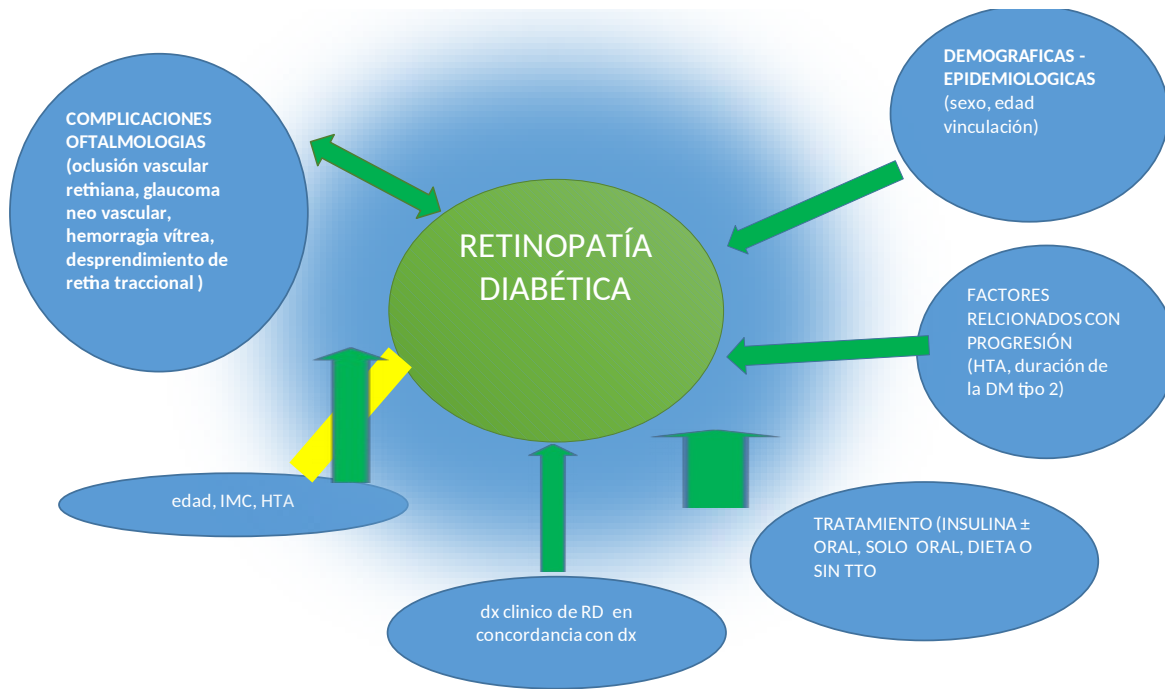 COMPLICACIONES
OFTALMOLOGIAS
(oclusión vascular
retiniana, glaucoma
neo vascular,
hemorragia vítrea,
desprendimiento de
retina traccional )
RETINOPATÍA
DIABÉTICA
DEMOGRAFICAS -
EPIDEMIOLOGICAS
(sexo, edad
vinculación)
FACTORES
RELCIONADOS CON
PROGRESIÓN
(HTA, duración de
la DM tipo 2)
edad, IMC, HTA
TRATAMIENTO (INSULINA ±
ORAL, SOLO ORAL, DIETA O
SIN TTO
dx clinico de RD en
concordancia con dx